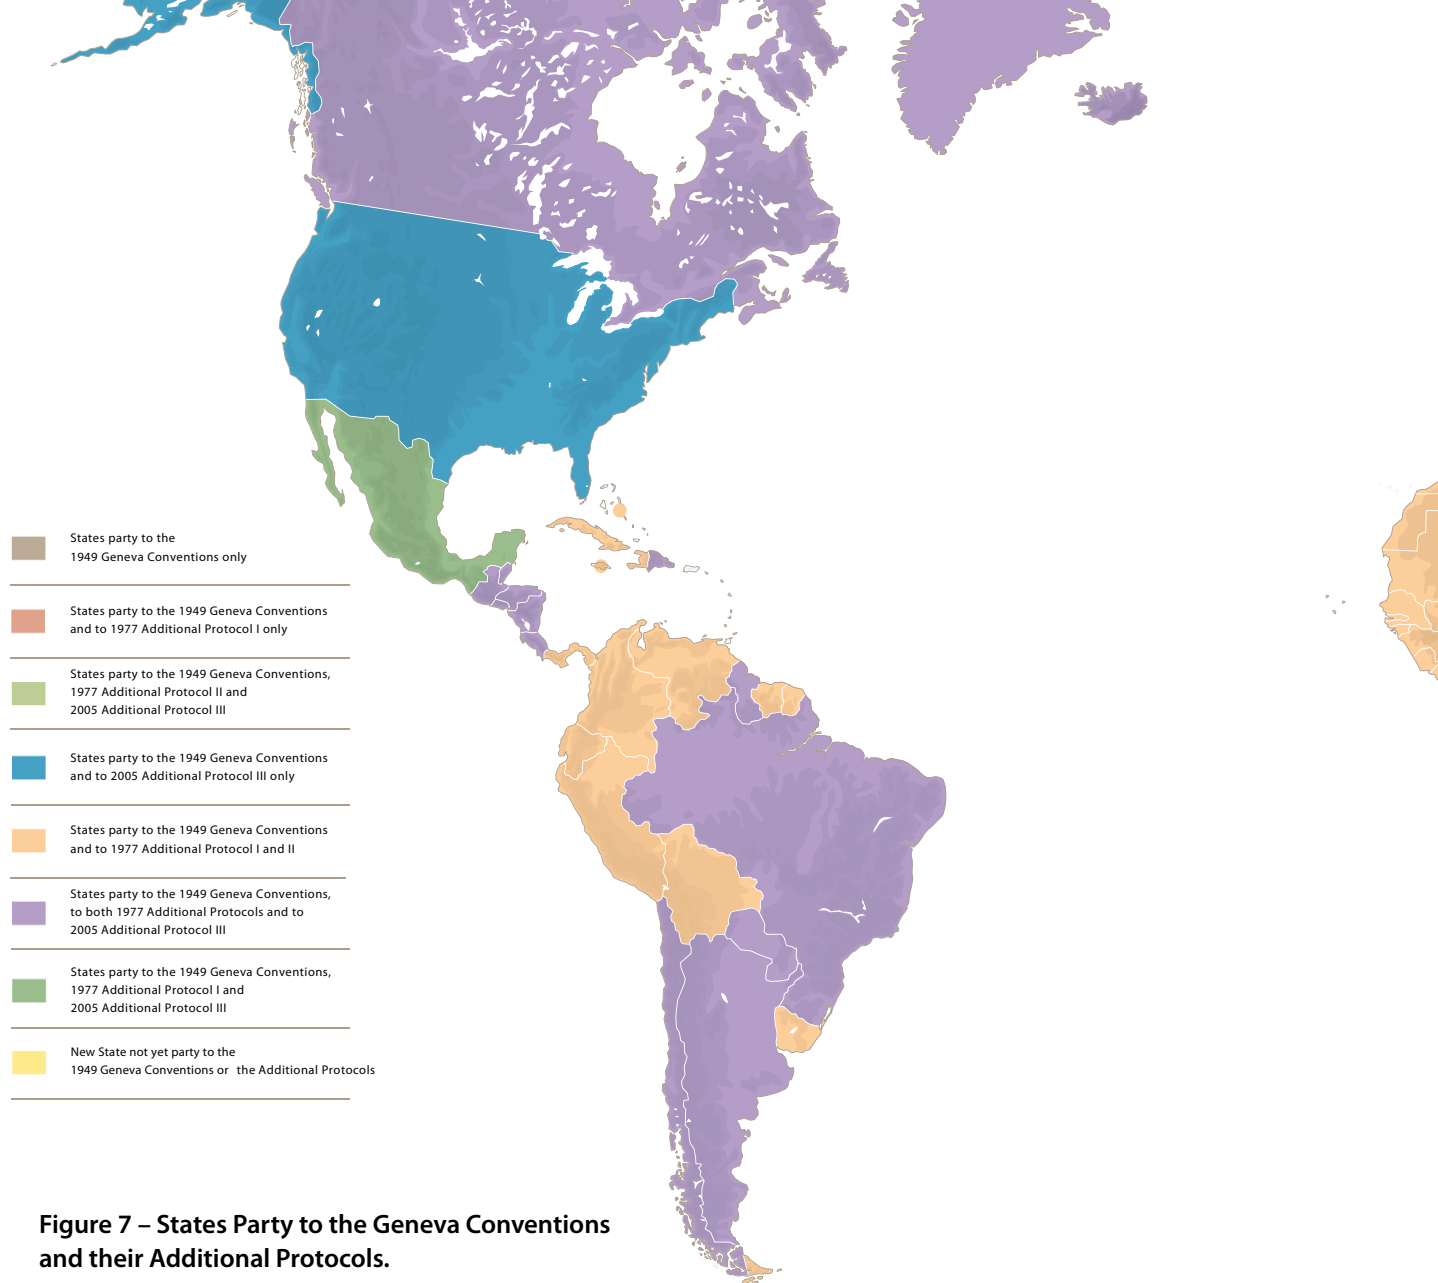 States party to the
1949 Geneva Conventions only
States party to the 1949 Geneva Conventions
and to 1977 Additional Protocol I only
States party to the 1949 Geneva Conventions,
1977 Additional Protocol II and
2005 Additional Protocol III
States party to the 1949 Geneva Conventions
and to 2005 Additional Protocol III only
States party to the 1949 Geneva Conventions
and to 1977 Additional Protocol I and II
States party to the 1949 Geneva Conventions,
to both 1977 Additional Protocols and to
2005 Additional Protocol III
States party to the 1949 Geneva Conventions,
1977 Additional Protocol I and
2005 Additional Protocol III
New State not yet party to the
1949 Geneva Conventions or the Additional Protocols
Figure 7 – States Party to the Geneva Conventions
and their Additional Protocols.